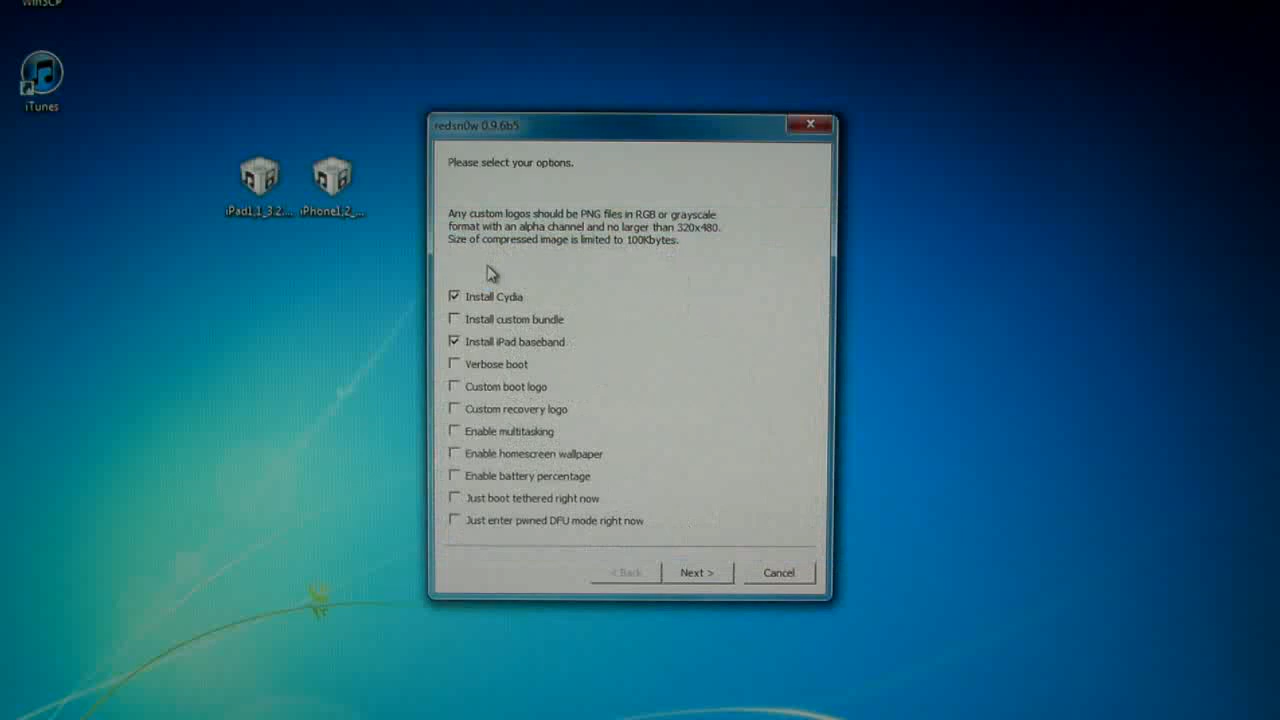 WinSCP
iTunes
iPad1,1_3.2.... iPhone1,2_...
redsn0w 0.9.6b5
Please select your options.
Any custom logos should be PNG files in RGB or grayscale
format with an alpha channel and no larger than 320x480.
Size of compressed image is limited to 100Kbytes.
Install Cydia
Install custom bundle
Install iPad baseband
Verbose boot
Custom boot logo
Custom recovery logo
Enable multitasking
Enable homescreen wallpaper
Enable battery percentage
Just boot tethered right now
Just enter pwned DFU mode right now
< Back Next > Cancel